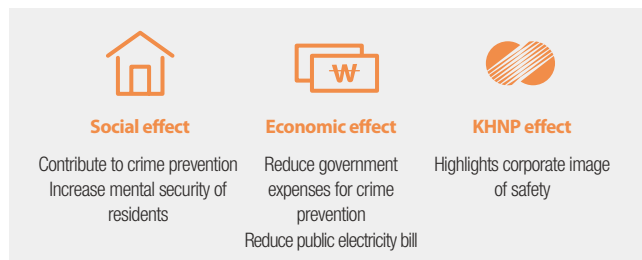 ₩
Social effect
Contribute to crime prevention
Increase mental security of
residents
Economic effect
Reduce government
expenses for crime
prevention
Reduce public electricity bill
KHNP effect
Highlights corporate image
of safety